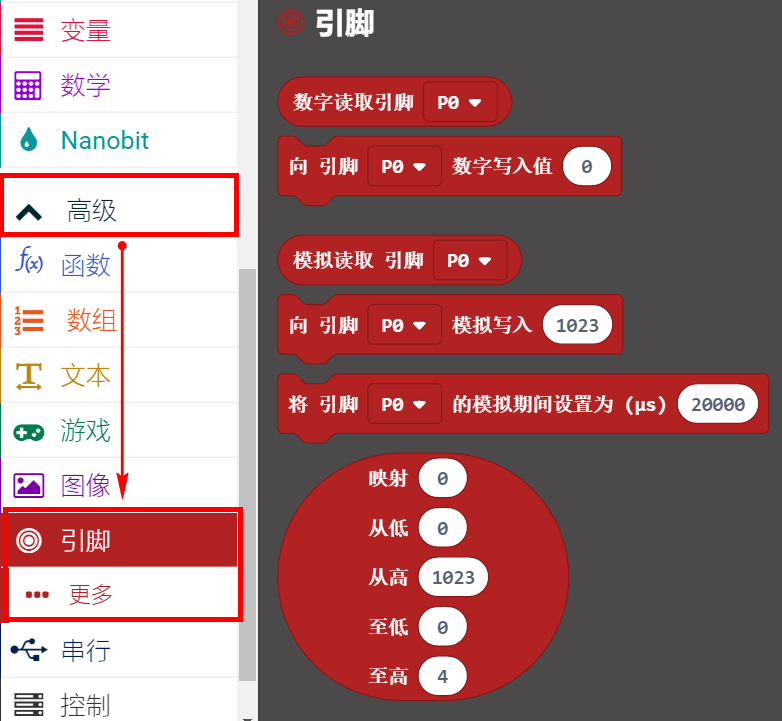 变量
数学
Nanobit
高级
f(x) 函数
1
2
3
数组
T 文本
游戏
图像
引脚
更多
串行
控制
引脚
数字读取引脚 P0
向 引脚 P0 数字写入值 0
模拟读取 引脚 P0
向 引脚 P0 模拟写入 1023
将 引脚 P0 的模拟期间设置为 (µs) 20000
映射 0
从低 0
从高 1023
至低 0
至高 4